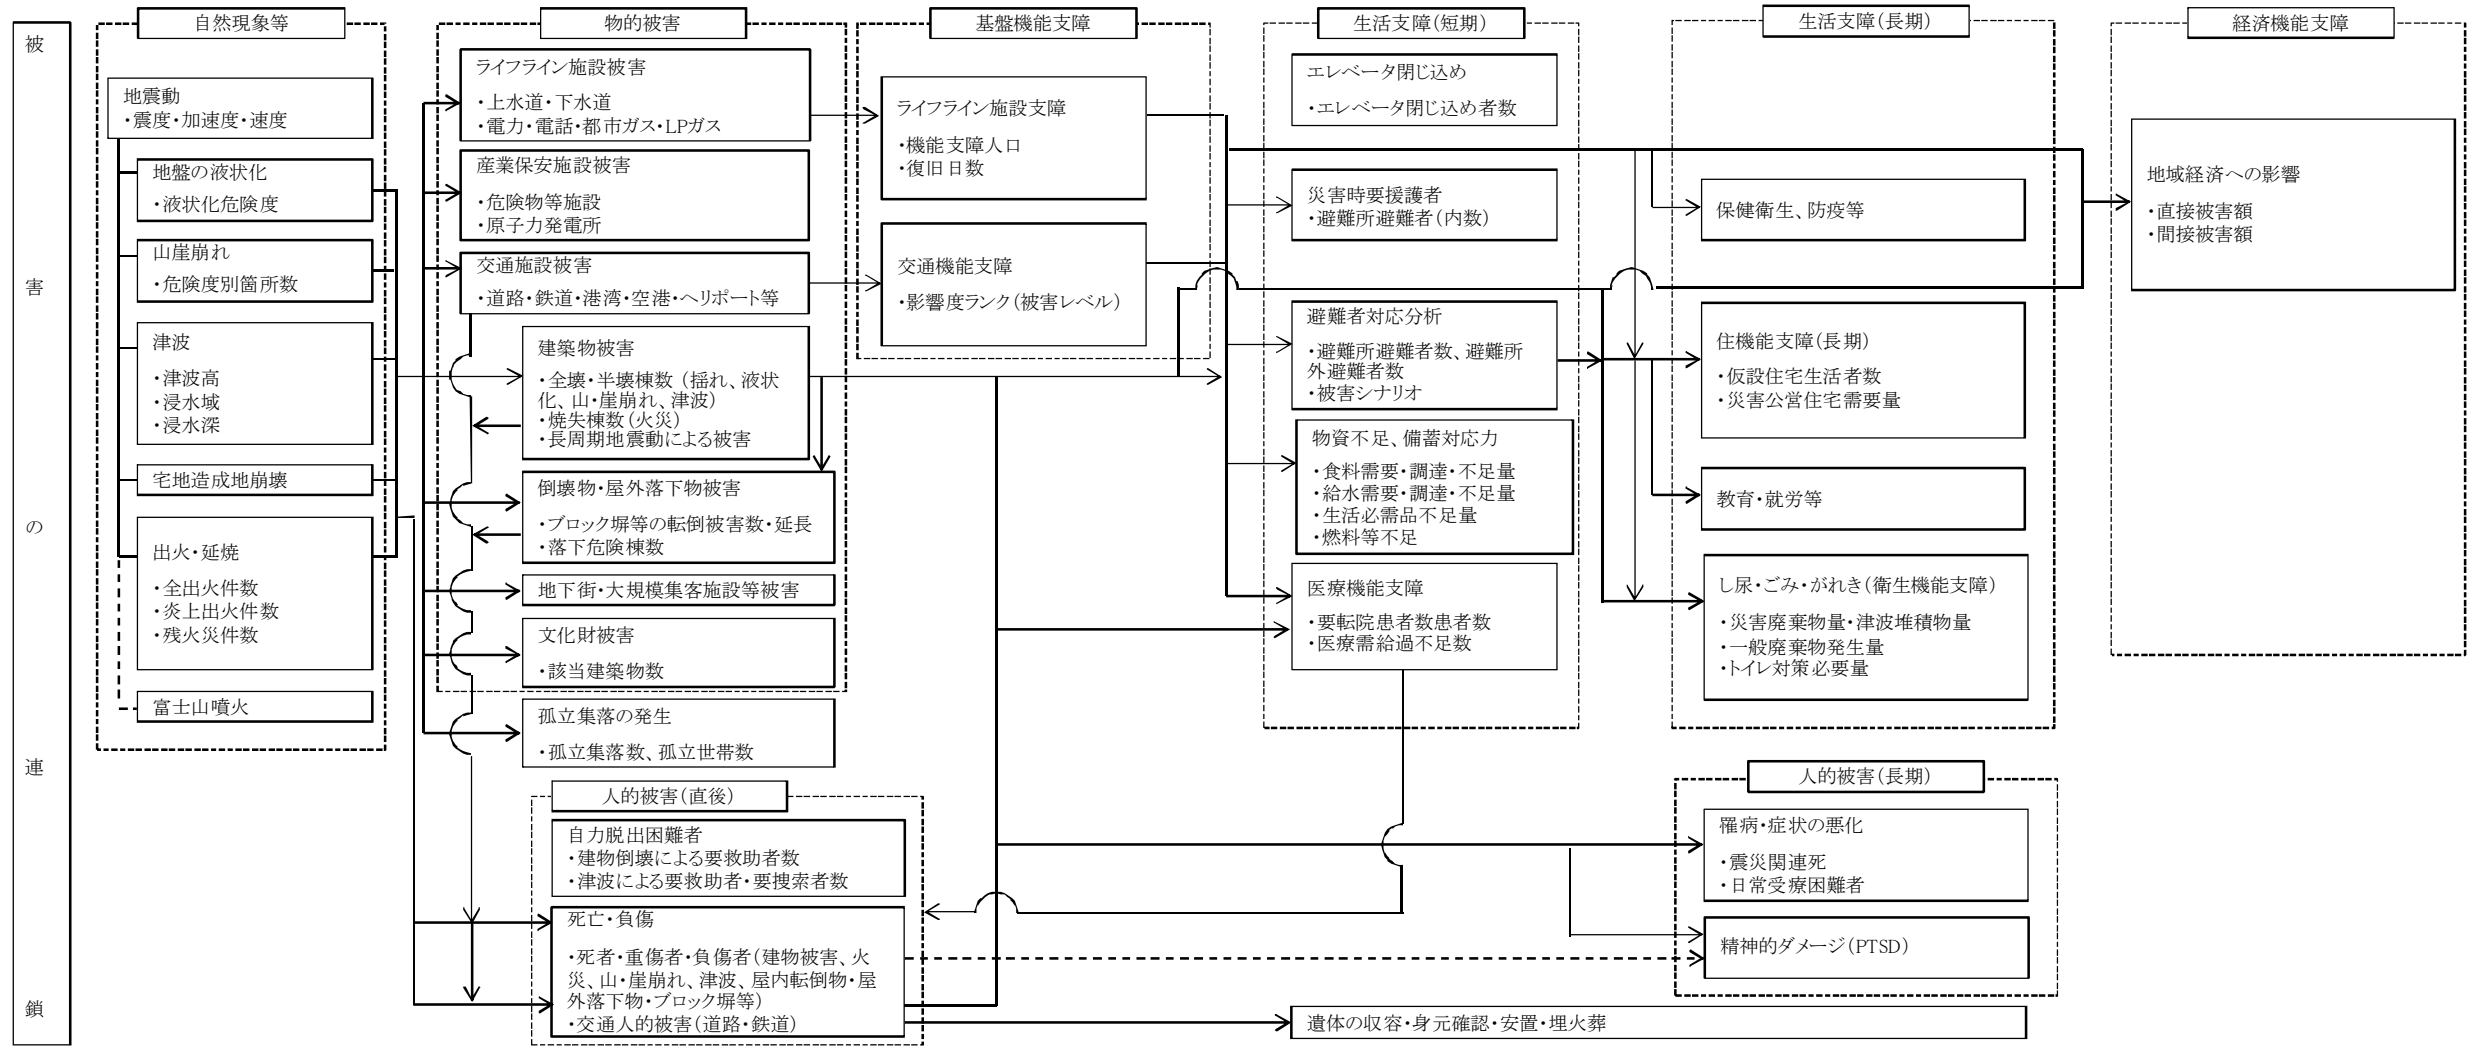 被
害
の
連
鎖
自然現象等
地震動
・震度・加速度・速度
地盤の液状化
・液状化危険度
山崖崩れ
・危険度別箇所数
津波
・津波高
・浸水域
・浸水深
宅地造成地崩壊
出火・延焼
・全出火件数
・炎上出火件数
・残火災件数
富士山噴火
物的被害
ライフライン施設被害
・上水道・下水道
・電力・電話・都市ガス・LPガス
産業保安施設被害
・危険物等施設
・原子力発電所
交通施設被害
・道路・鉄道・港湾・空港・ヘリポート等
建築物被害
・全壊・半壊棟数（揺れ、液状
化、山・崖崩れ、津波）
・焼失棟数（火災）
・長周期地震動による被害
倒壊物・屋外落下物被害
・ブロック塀等の転倒被害数・延長
・落下危険棟数
地下街・大規模集客施設等被害
文化財被害
・該当建築物数
孤立集落の発生
・孤立集落数、孤立世帯数
人的被害（直後）
自力脱出困難者
・建物倒壊による要救助者数
・津波による要救助者・要捜索者数
死亡・負傷
・死者・重傷者・負傷者（建物被害、火
災、山・崖崩れ、津波、屋内転倒物・屋
外落下物・ブロック塀等）
・交通人的被害（道路・鉄道）
基盤機能支障
ライフライン施設支障
・機能支障人口
・復旧日数
交通機能支障
・影響度ランク（被害レベル）
生活支障（短期）
エレベータ閉じ込め
・エレベータ閉じ込め者数
災害時要援護者
・避難所避難者（内数）
避難者対応分析
・避難所避難者数、避難所
外避難者数
・被害シナリオ
物資不足、備蓄対応力
・食料需要・調達・不足量
・給水需要・調達・不足量
・生活必需品不足量
・燃料等不足
医療機能支障
・要転院患者数患者数
・医療需給過不足数
生活支障（長期）
保健衛生、防疫等
住機能支障（長期）
・仮設住宅生活者数
・災害公営住宅需要量
教育・就労等
し尿・ごみ・がれき（衛生機能支障）
・災害廃棄物量・津波堆積物量
・一般廃棄物発生量
・トイレ対策必要量
人的被害（長期）
罹病・症状の悪化
・震災関連死
・日常受療困難者
精神的ダメージ（PTSD）
遺体の収容・身元確認・安置・埋火葬
経済機能支障
地域経済への影響
・直接被害額
・間接被害額